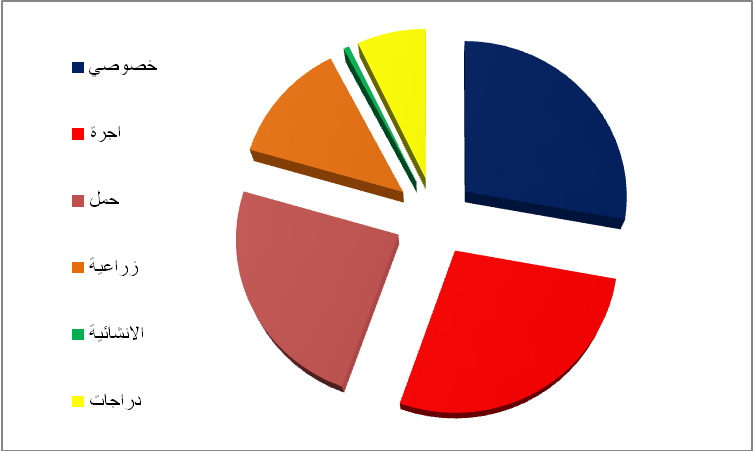 خصوصي
اجرة
حمل
زراعية
الانشائية
دراجات